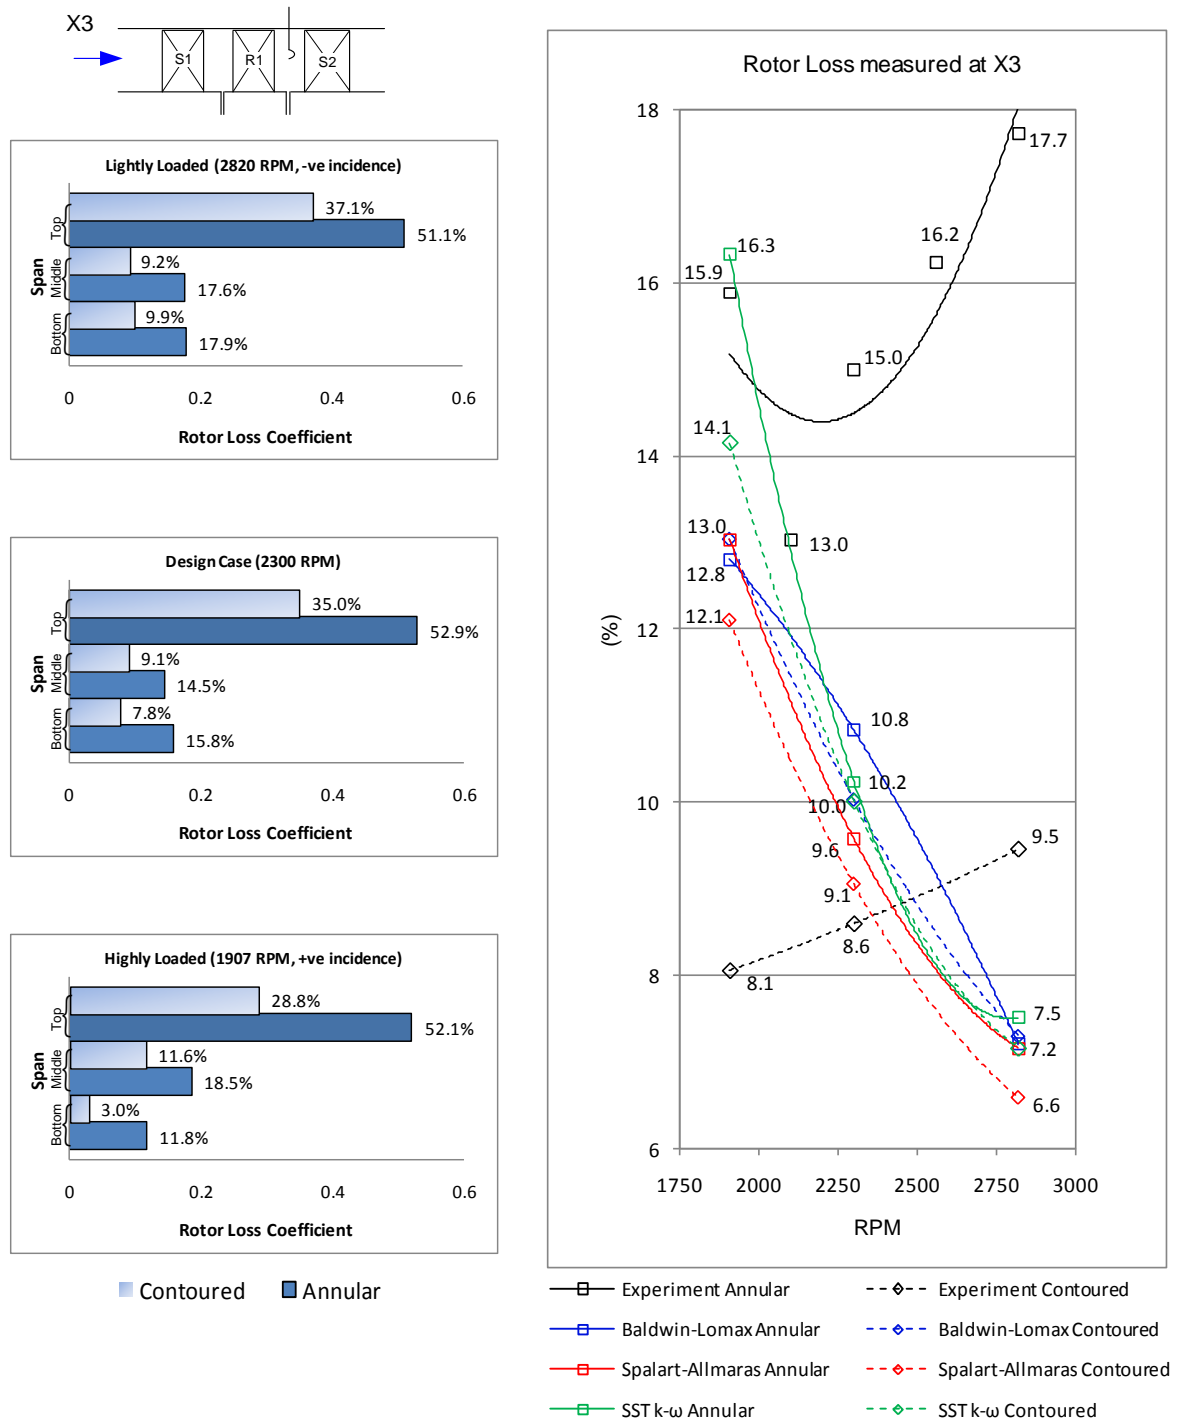 X3
S1
R1
S2
Lightly Loaded (2820 RPM, -ve incidence)
Span
Top
Middle
Bottom
37.1%
51.1%
9.2%
17.6%
9.9%
17.9%
0 0.2 0.4 0.6
Rotor Loss Coefficient
Design Case (2300 RPM)
Span
Top
Middle
Bottom
35.0%
52.9%
9.1%
14.5%
7.8%
15.8%
0 0.2 0.4 0.6
Rotor Loss Coefficient
Highly Loaded (1907 RPM, +ve incidence)
Span
Top
Middle
Bottom
28.8%
52.1%
11.6%
18.5%
3.0%
11.8%
0 0.2 0.4 0.6
Rotor Loss Coefficient
Contoured Annular
Rotor Loss measured at X3
(%)
18
16
14
12
10
8
6
17.7
16.2
16.3
15.9
15.0
14.1
13.0
13.0
12.8
12.1
10.8
10.2
10.0
9.6
9.5
9.1
8.6
8.1
7.5
7.2
6.6
1750 2000 2250 2500 2750 3000
RPM
Experiment Annular
Experiment Contoured
Baldwin-Lomax Annular
Baldwin-Lomax Contoured
Spalart-Allmaras Annular
Spalart-Allmaras Contoured
SST k-ω Annular
SST k-ω Contoured